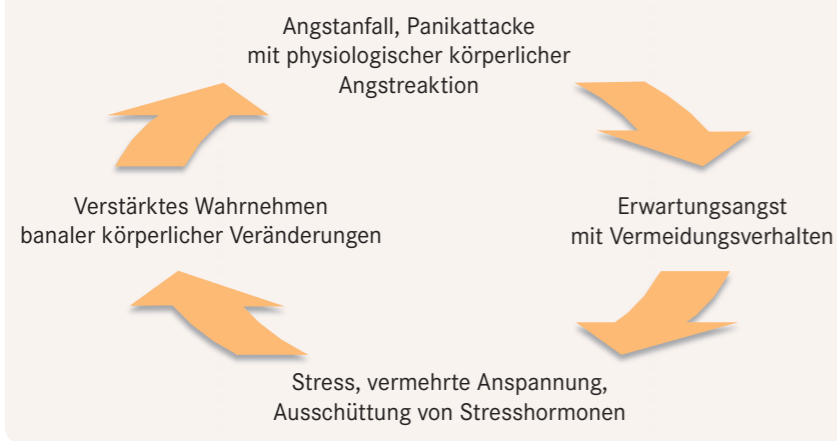 Angstanfall, Panikattacke
mit physiologischer körperlicher
Angstreaktion
Erwartungsangst
mit Vermeidungsverhalten
Stress, vermehrte Anspannung,
Ausschüttung von Stresshormonen
Verstärktes Wahrnehmen
banaler körperlicher Veränderungen